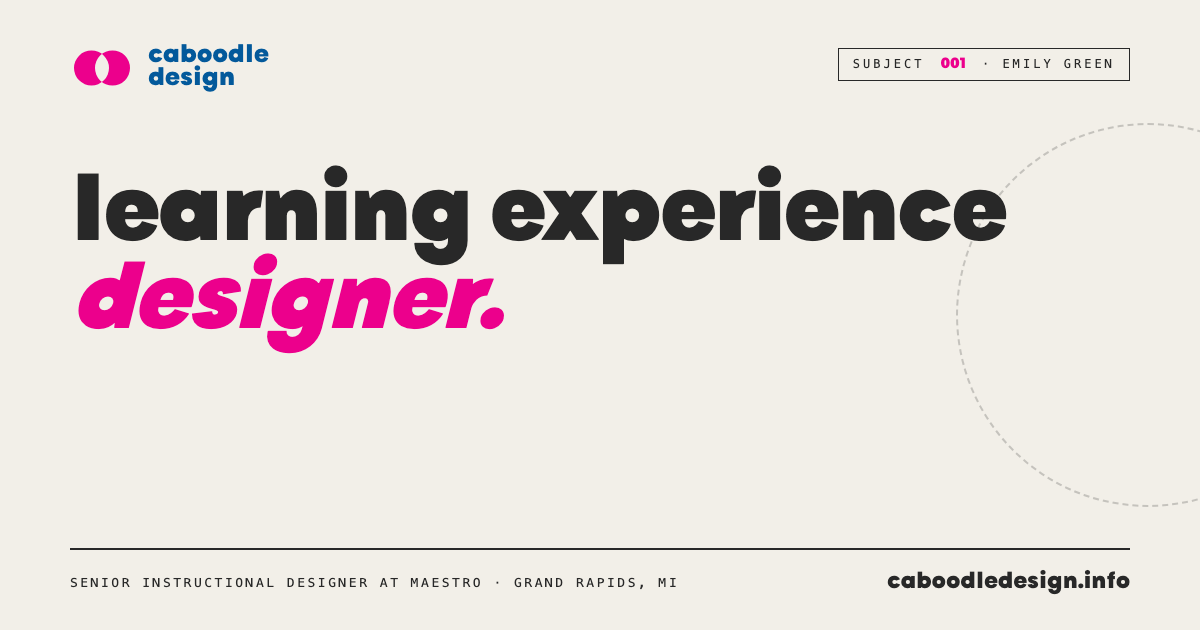 caboodle
design
SUBJECT 001 · EMILY GREEN
learning experience
designer.
SENIOR INSTRUCTIONAL DESIGNER AT MAESTRO · GRAND RAPIDS, MI
caboodledesign.info